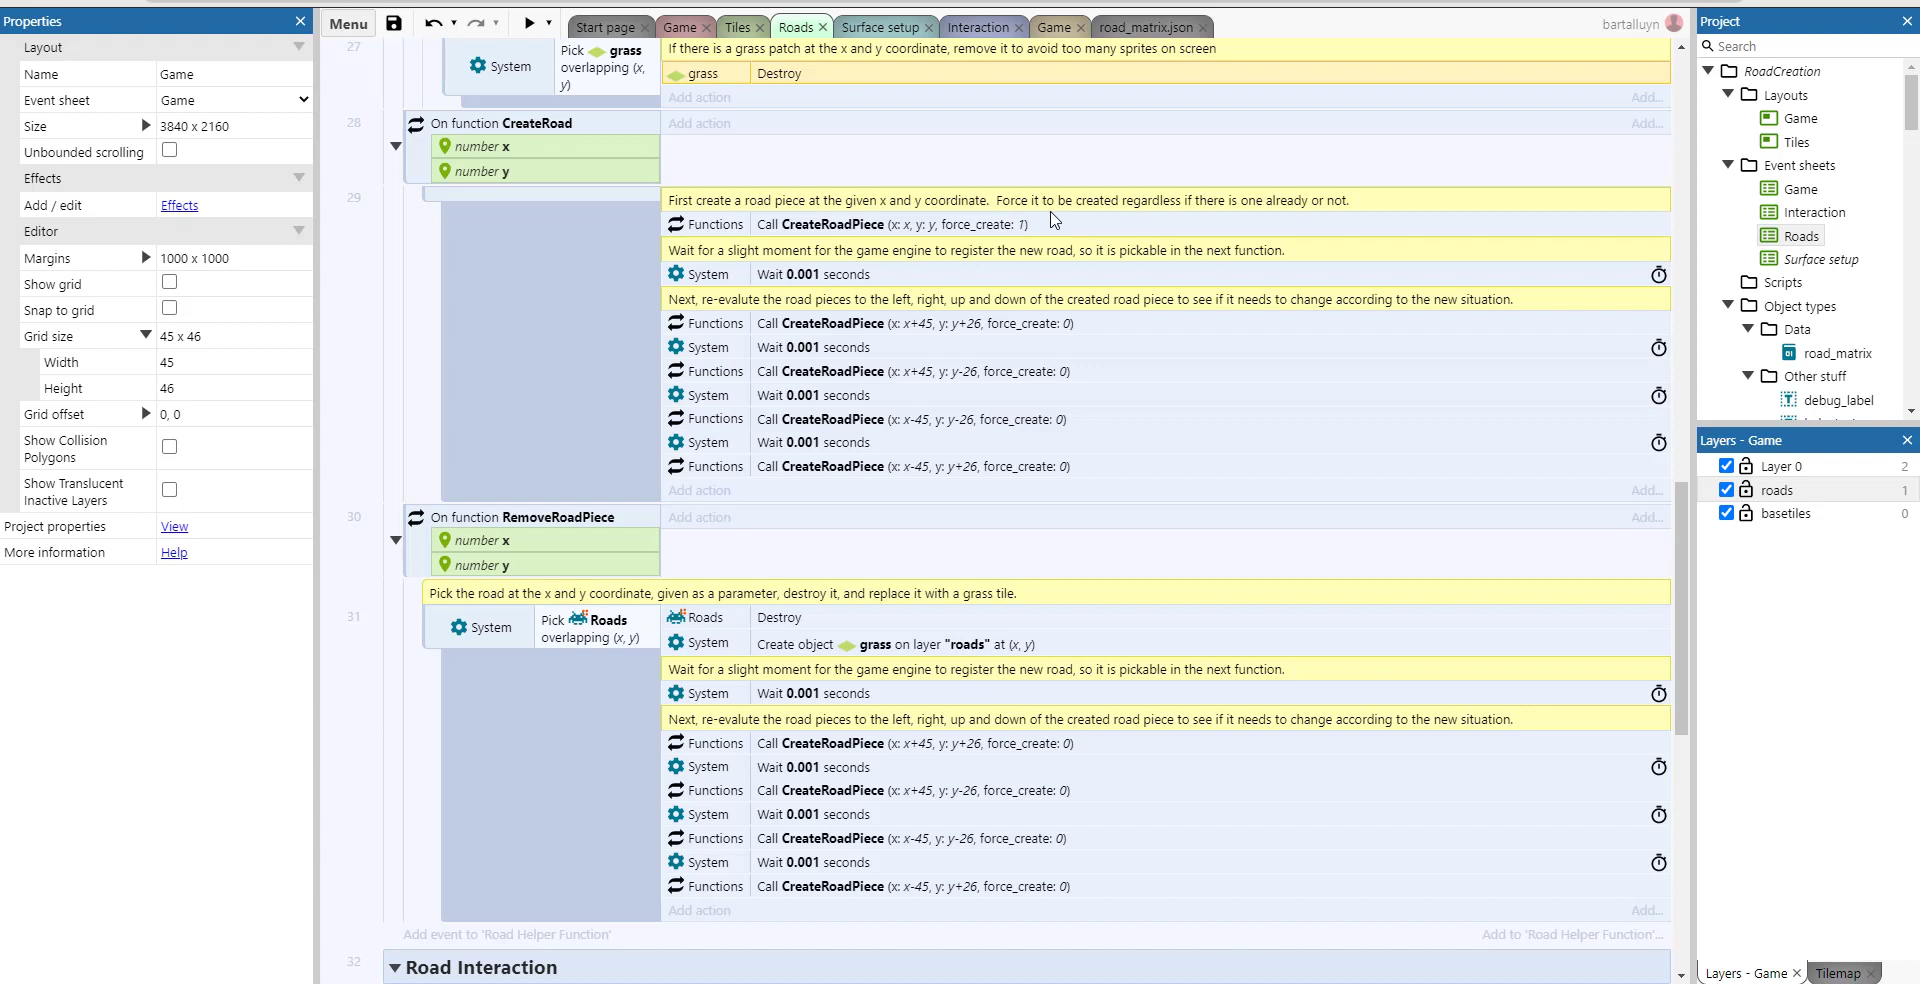 Properties
Layout
Name Game
Event sheet Game
Size 3840 x 2160
Unbounded scrolling
Effects
Add / edit Effects
Editor
Margins 1000 x 1000
Show grid
Snap to grid
Grid size 45 x 46
Width 45
Height 46
Grid offset 0, 0
Show Collision
Polygons
Show Translucent
Inactive Layers
Project properties View
More information Help
Menu
Start page Game Tiles Roads Surface setup Interaction Game road_matrix.json
bartalluyn
27
System
Pick grass
overlapping (x,
y)
If there is a grass patch at the x and y coordinate, remove it to avoid too many sprites on screen
grass Destroy
Add action Add...
28
On function CreateRoad
Add action Add...
number x
number y
29
First create a road piece at the given x and y coordinate. Force it to be created regardless if there is one already or not.
Functions Call CreateRoadPiece (x: x, y: y, force_create: 1)
Wait for a slight moment for the game engine to register the new road, so it is pickable in the next function.
System Wait 0.001 seconds
Next, re-evalute the road pieces to the left, right, up and down of the created road piece to see if it needs to change according to the new situation.
Functions Call CreateRoadPiece (x: x+45, y: y+26, force_create: 0)
System Wait 0.001 seconds
Functions Call CreateRoadPiece (x: x+45, y: y-26, force_create: 0)
System Wait 0.001 seconds
Functions Call CreateRoadPiece (x: x-45, y: y-26, force_create: 0)
System Wait 0.001 seconds
Functions Call CreateRoadPiece (x: x-45, y: y+26, force_create: 0)
Add action Add...
30
On function RemoveRoadPiece
Add action Add...
number x
number y
Pick the road at the x and y coordinate, given as a parameter, destroy it, and replace it with a grass tile.
31
System
Pick Roads
overlapping (x, y)
Roads Destroy
System Create object grass on layer "roads" at (x, y)
Wait for a slight moment for the game engine to register the new road, so it is pickable in the next function.
System Wait 0.001 seconds
Next, re-evalute the road pieces to the left, right, up and down of the created road piece to see if it needs to change according to the new situation.
Functions Call CreateRoadPiece (x: x+45, y: y+26, force_create: 0)
System Wait 0.001 seconds
Functions Call CreateRoadPiece (x: x+45, y: y-26, force_create: 0)
System Wait 0.001 seconds
Functions Call CreateRoadPiece (x: x-45, y: y-26, force_create: 0)
System Wait 0.001 seconds
Functions Call CreateRoadPiece (x: x-45, y: y+26, force_create: 0)
Add action Add...
Add event to 'Road Helper Function' Add to 'Road Helper Function'...
32
Road Interaction
Project
Search
RoadCreation
Layouts
Game
Tiles
Event sheets
Game
Interaction
Roads
Surface setup
Scripts
Object types
Data
road_matrix
Other stuff
debug_label
Layers - Game
Layer 0 2
roads 1
basetiles 0
Layers - Game Tilemap